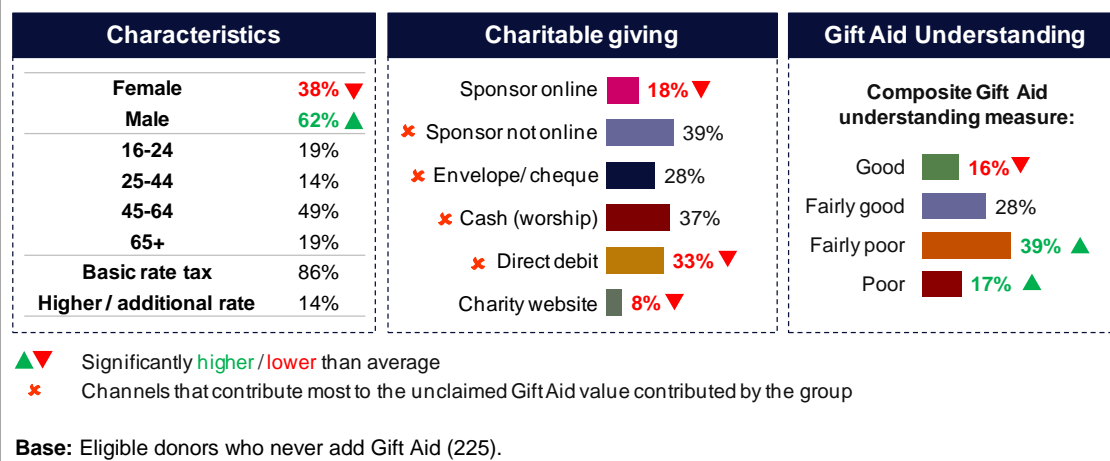 Characteristics
Female 38% ▼
Male 62% ▲
16-24 19%
25-44 14%
45-64 49%
65+ 19%
Basic rate tax 86%
Higher / additional rate 14%
Charitable giving
Sponsor online 18% ▼
✘ Sponsor not online 39%
✘ Envelope/ cheque 28%
✘ Cash (worship) 37%
✘ Direct debit 33% ▼
Charity website 8% ▼
Gift Aid Understanding
Composite Gift Aid
understanding measure:
Good 16% ▼
Fairly good 28%
Fairly poor 39% ▲
Poor 17% ▲
▲▼ Significantly higher / lower than average
✘ Channels that contribute most to the unclaimed Gift Aid value contributed by the group
Base: Eligible donors who never add Gift Aid (225).